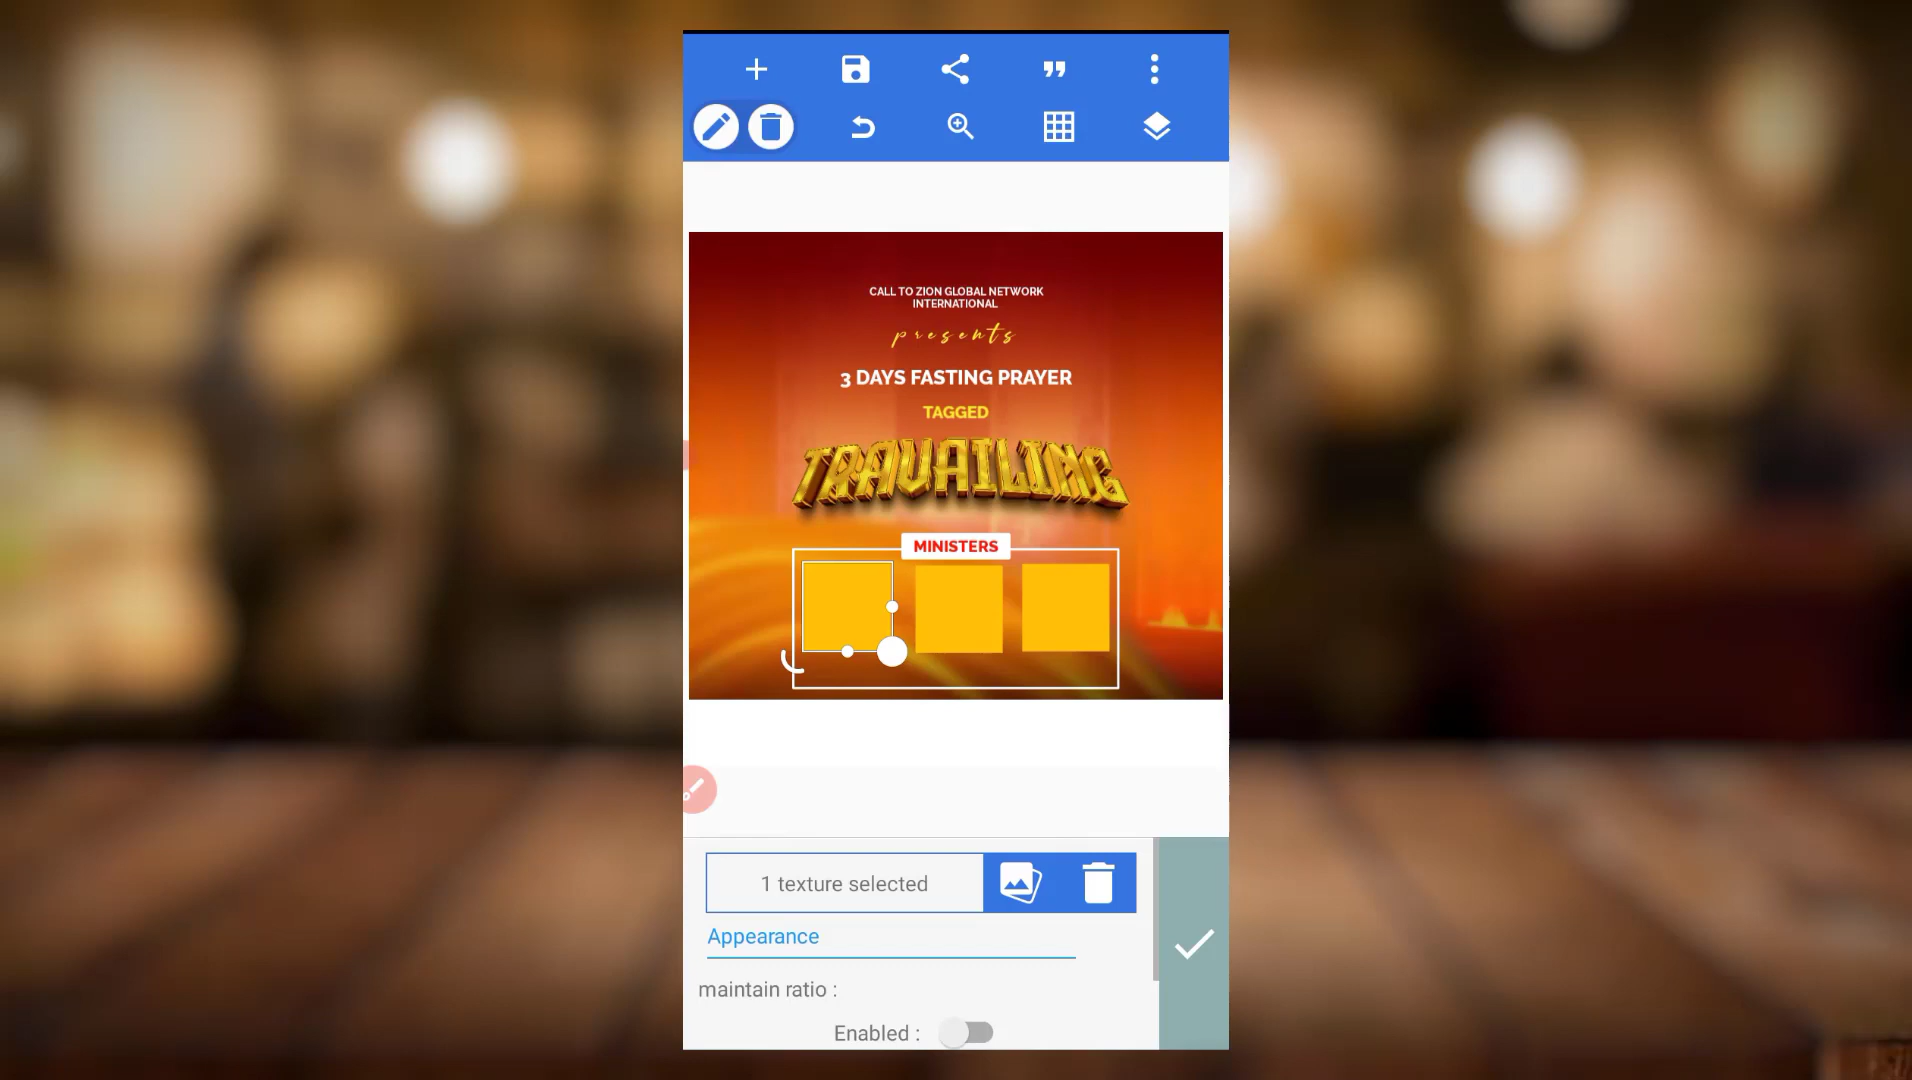 CALL TO ZION GLOBAL NETWORK
INTERNATIONAL
presents
3 DAYS FASTING PRAYER
TAGGED
TRAVAILING
MINISTERS
1 texture selected
Appearance
maintain ratio :
Enabled :